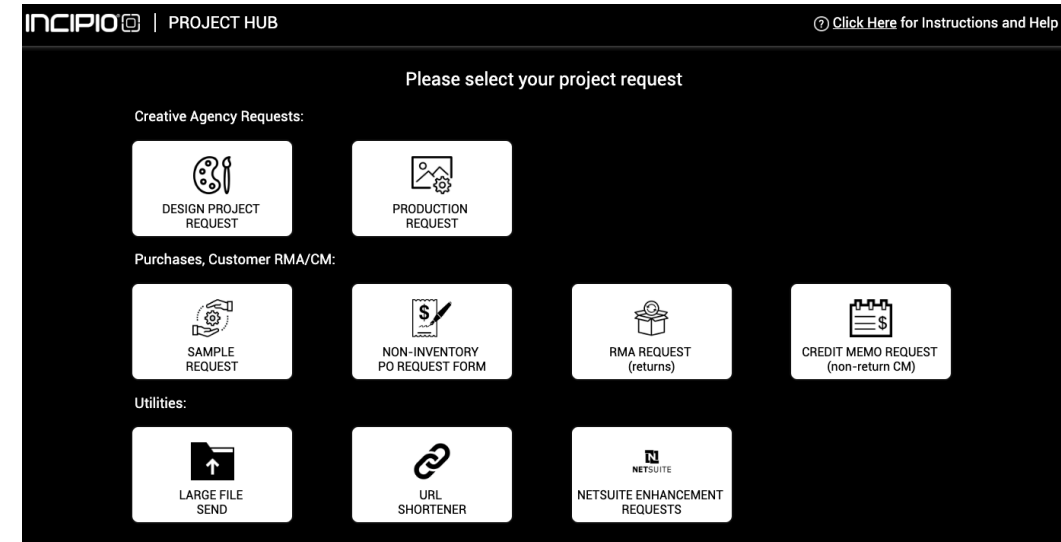 INCIPIO | PROJECT HUB
Click Here for Instructions and Help
Please select your project request
Creative Agency Requests:
DESIGN PROJECT
REQUEST
PRODUCTION
REQUEST
Purchases, Customer RMA/CM:
SAMPLE
REQUEST
NON-INVENTORY
PO REQUEST FORM
RMA REQUEST
(returns)
CREDIT MEMO REQUEST
(non-return CM)
Utilities:
LARGE FILE
SEND
URL
SHORTENER
N
NETSUITE
NETSUITE ENHANCEMENT
REQUESTS